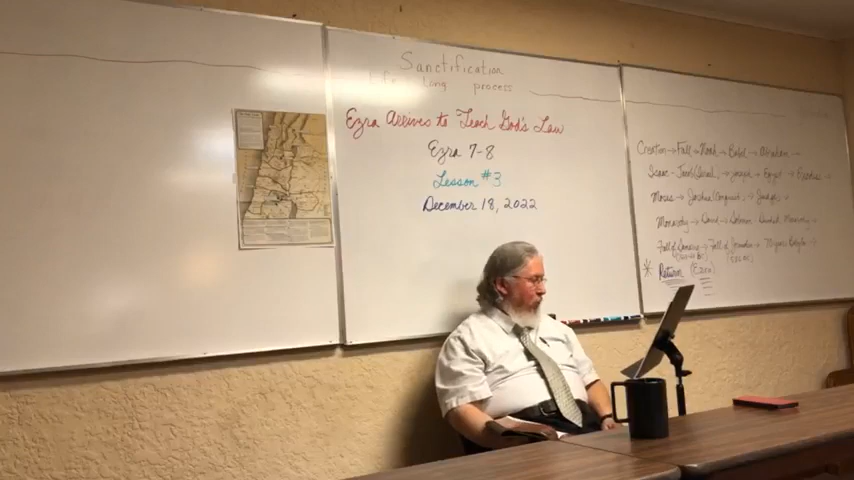 Sanctification
Life long process
Ezra Arrives to Teach God's Law
Ezra 7-8
Lesson #3
December 18, 2022
Creation → Fall → Noah → Babel → Abraham →
Isaac → Jacob (Israel) → Joseph → Egypt → Exodus →
Moses → Joshua (Conquest) → Judges →
Monarchy → David → Solomon → Divided Monarchy →
Fall of Samaria → Fall of Jerusalem →
* Return (Ezra)